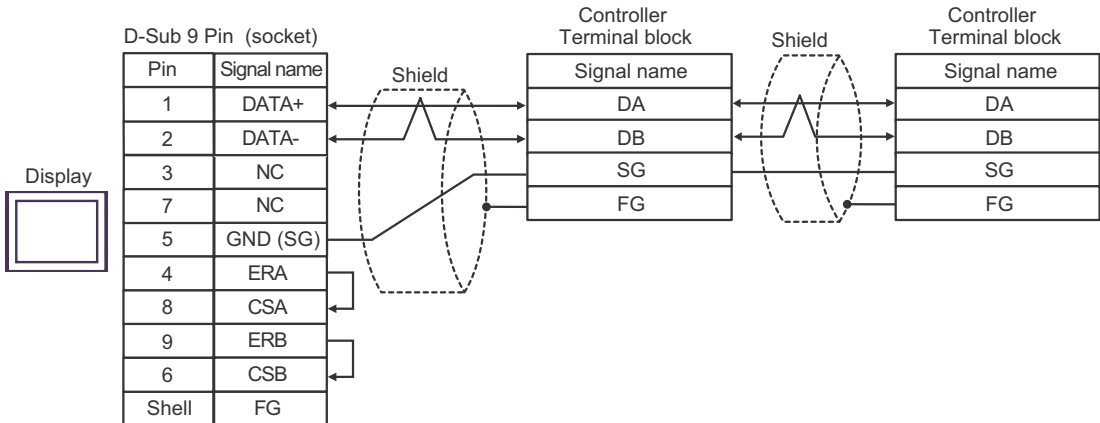 Controller
Terminal block
Controller
Terminal block
D-Sub 9 Pin (socket)
Shield
Shield
Pin Signal name
Signal name
Signal name
1 DATA+
DA
DA
2 DATA-
DB
DB
3 NC
SG
SG
Display
7 NC
FG
FG
5 GND (SG)
4 ERA
8 CSA
9 ERB
6 CSB
Shell FG